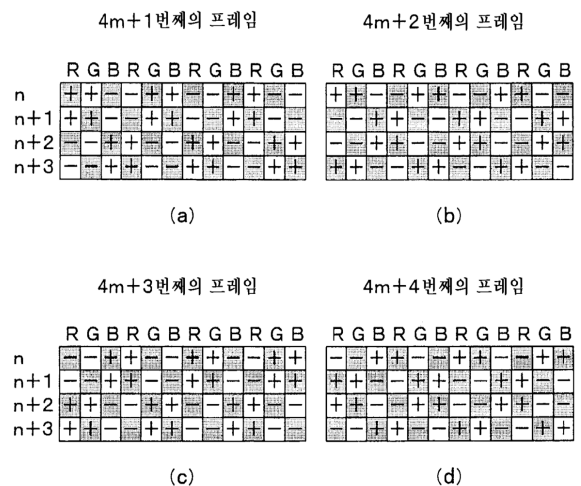 4m+1번째의 프레임
R G B R G B R G B R G B
n + + − − + + − − + + − −
n+1 + + − − + + − − + + − −
n+2 − − + + − − + + − − + +
n+3 − − + + − − + + − − + +
(a)
4m+2번째의 프레임
R G B R G B R G B R G B
+ + − − + + − − + + − −
− − + + − − + + − − + +
− − + + − − + + − − + +
+ + − − + + − − + + − −
(b)
4m+3번째의 프레임
R G B R G B R G B R G B
n − − + + − − + + − − + +
n+1 − − + + − − + + − − + +
n+2 + + − − + + − − + + − −
n+3 + + − − + + − − + + − −
(c)
4m+4번째의 프레임
R G B R G B R G B R G B
− − + + − − + + − − + +
+ + − − + + − − + + − −
+ + − − + + − − + + − −
− − + + − − + + − − + +
(d)